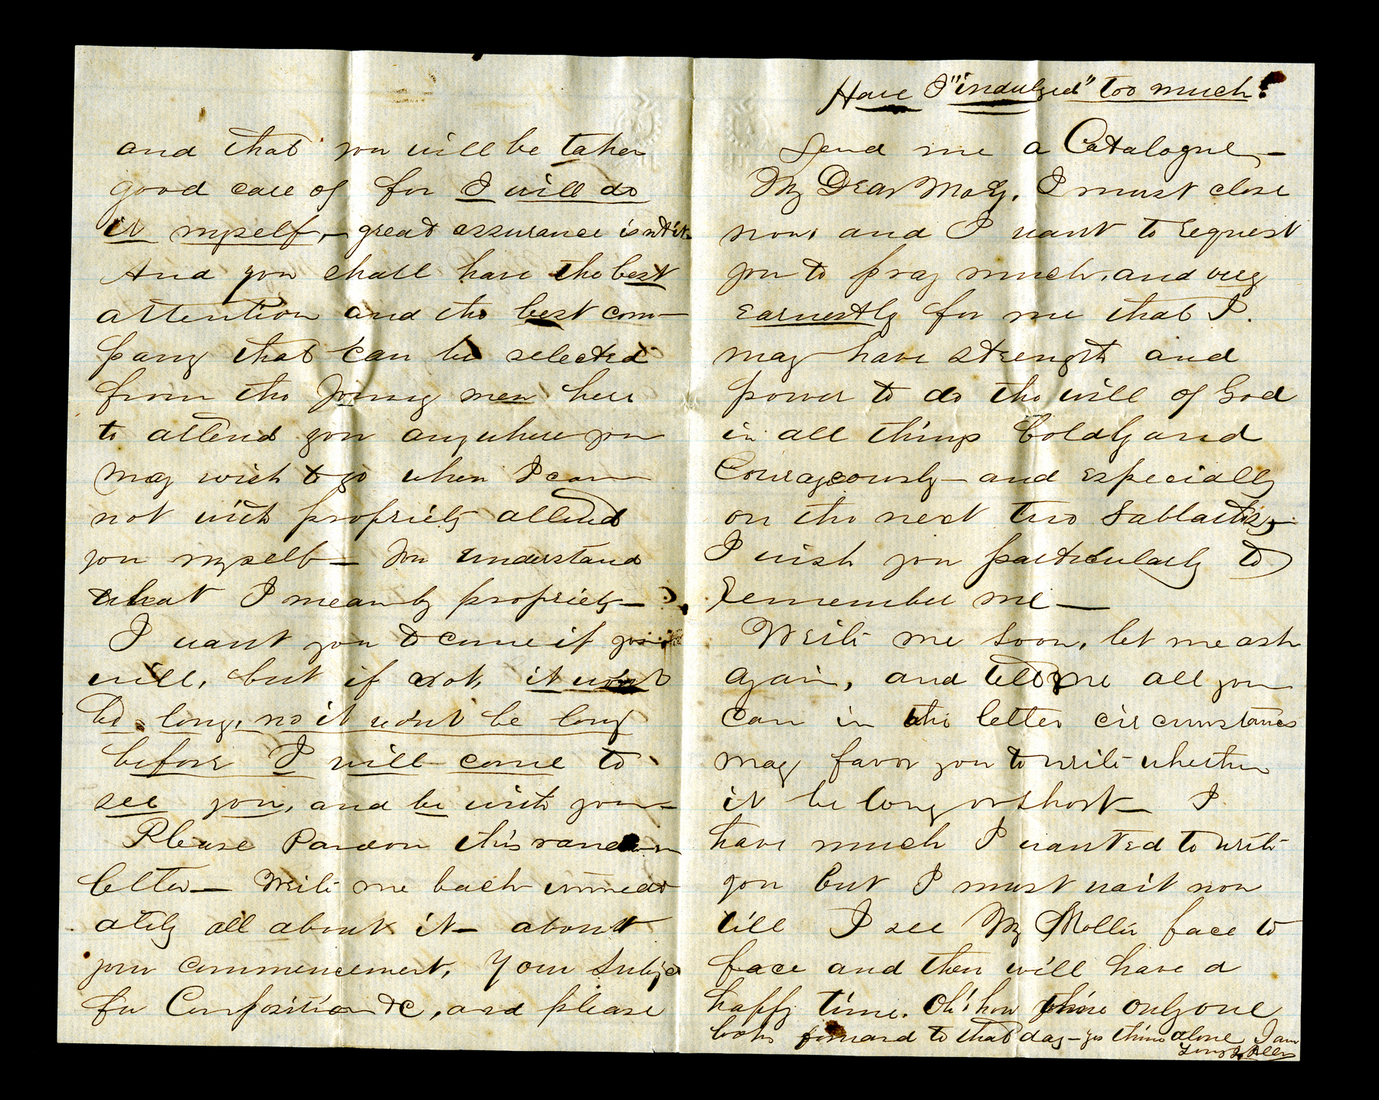 and that you will be taken
good care of for I will do
it myself, – great assurance isn't it.
And you shall have the best
attention and the best com–
pany that can be selected
from the young men here
to attend you anywhere you
may wish to go when I can
not with propriety attend
you myself – You understand
what I mean by propriety –
I want you to come if you
will, but if not, it wont
be long, no it won't be long
before I will come to
see you, and be with you –
Please Pardon this random
letter – Write me back immedi
ately all about it – about
your commencement, Your Subject
for Composition &c, and please
Have I "indulged" too much?
Send me a Catalogue –
My Dear Mary, I must close
now and I want to request
you to pray much, and very
earnestly for me that I.
may have strength and
power to do the will of God
in all things boldly and
Courageously – and especially
on the next two Sabbaths,
I wish you particularly to
remember me —
Write me soon, let me ask
again, and tell me all you
can in the letter circumstances
may favor you to write whether
it be long or short – I
have much I wanted to write
you but I must wait now
till I see My Mollie face to
face and then will have a
happy time. Oh! how thine only one
looks forward to that day – yes thine alone I am